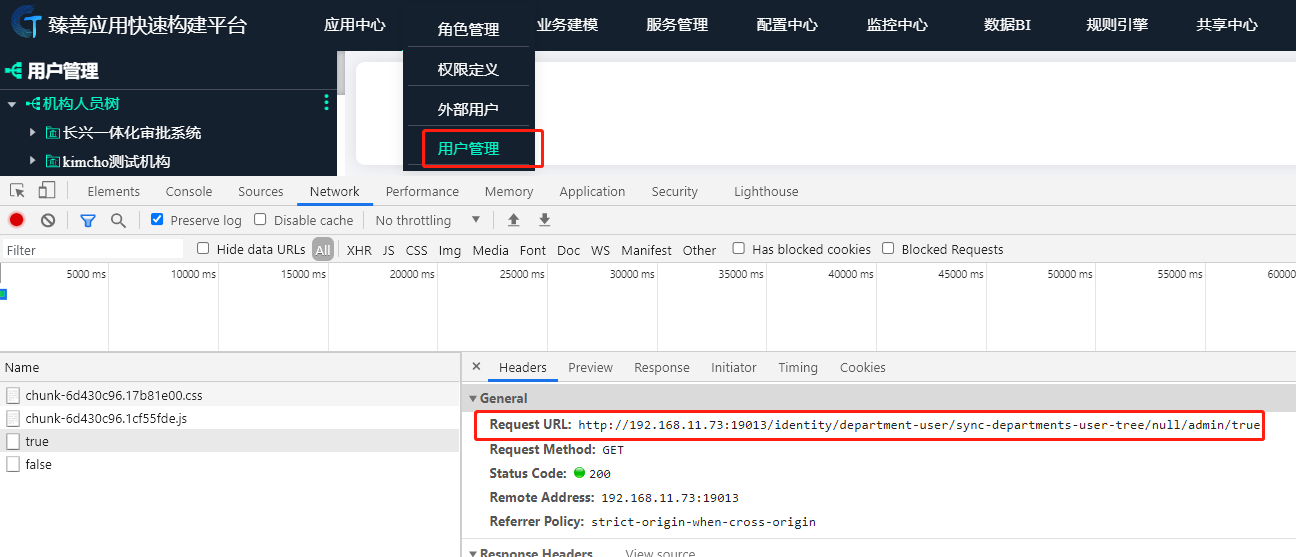 臻善应用快速构建平台 应用中心 业务建模 服务管理 配置中心 监控中心 数据BI 规则引擎 共享中心
角色管理
权限定义
外部用户
用户管理
用户管理
机构人员树
长兴一体化审批系统
kimcho测试机构
Elements Console Sources Network Performance Memory Application Security Lighthouse
Preserve log Disable cache No throttling
Filter Hide data URLs All XHR JS CSS Img Media Font Doc WS Manifest Other Has blocked cookies Blocked Requests
5000 ms 10000 ms 15000 ms 20000 ms 25000 ms 30000 ms 35000 ms 40000 ms 45000 ms 50000 ms 55000 ms 60000
Name
chunk-6d430c96.17b81e00.css
chunk-6d430c96.1cf55fde.js
true
false
× Headers Preview Response Initiator Timing Cookies
General
Request URL: http://192.168.11.73:19013/identity/department-user/sync-departments-user-tree/null/admin/true
Request Method: GET
Status Code: 200
Remote Address: 192.168.11.73:19013
Referrer Policy: strict-origin-when-cross-origin
Response Headers View source